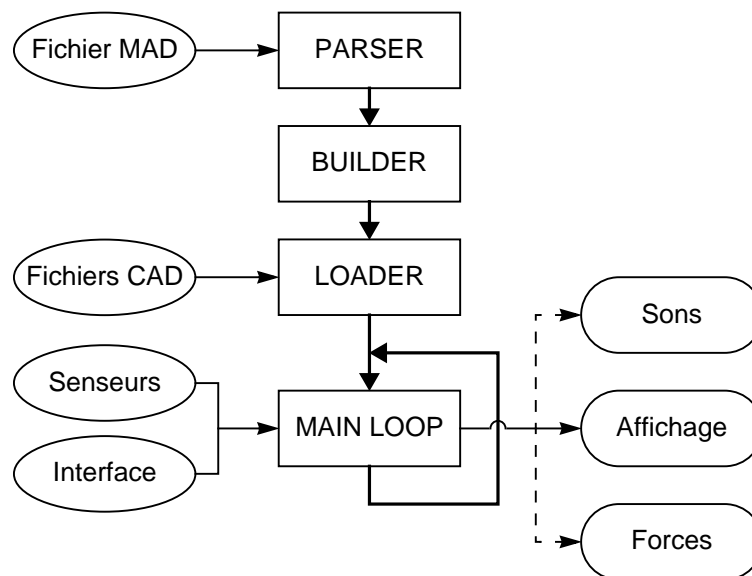 Fichier MAD
PARSER
BUILDER
Fichiers CAD
LOADER
Sons
Senseurs
MAIN LOOP
Affichage
Interface
Forces